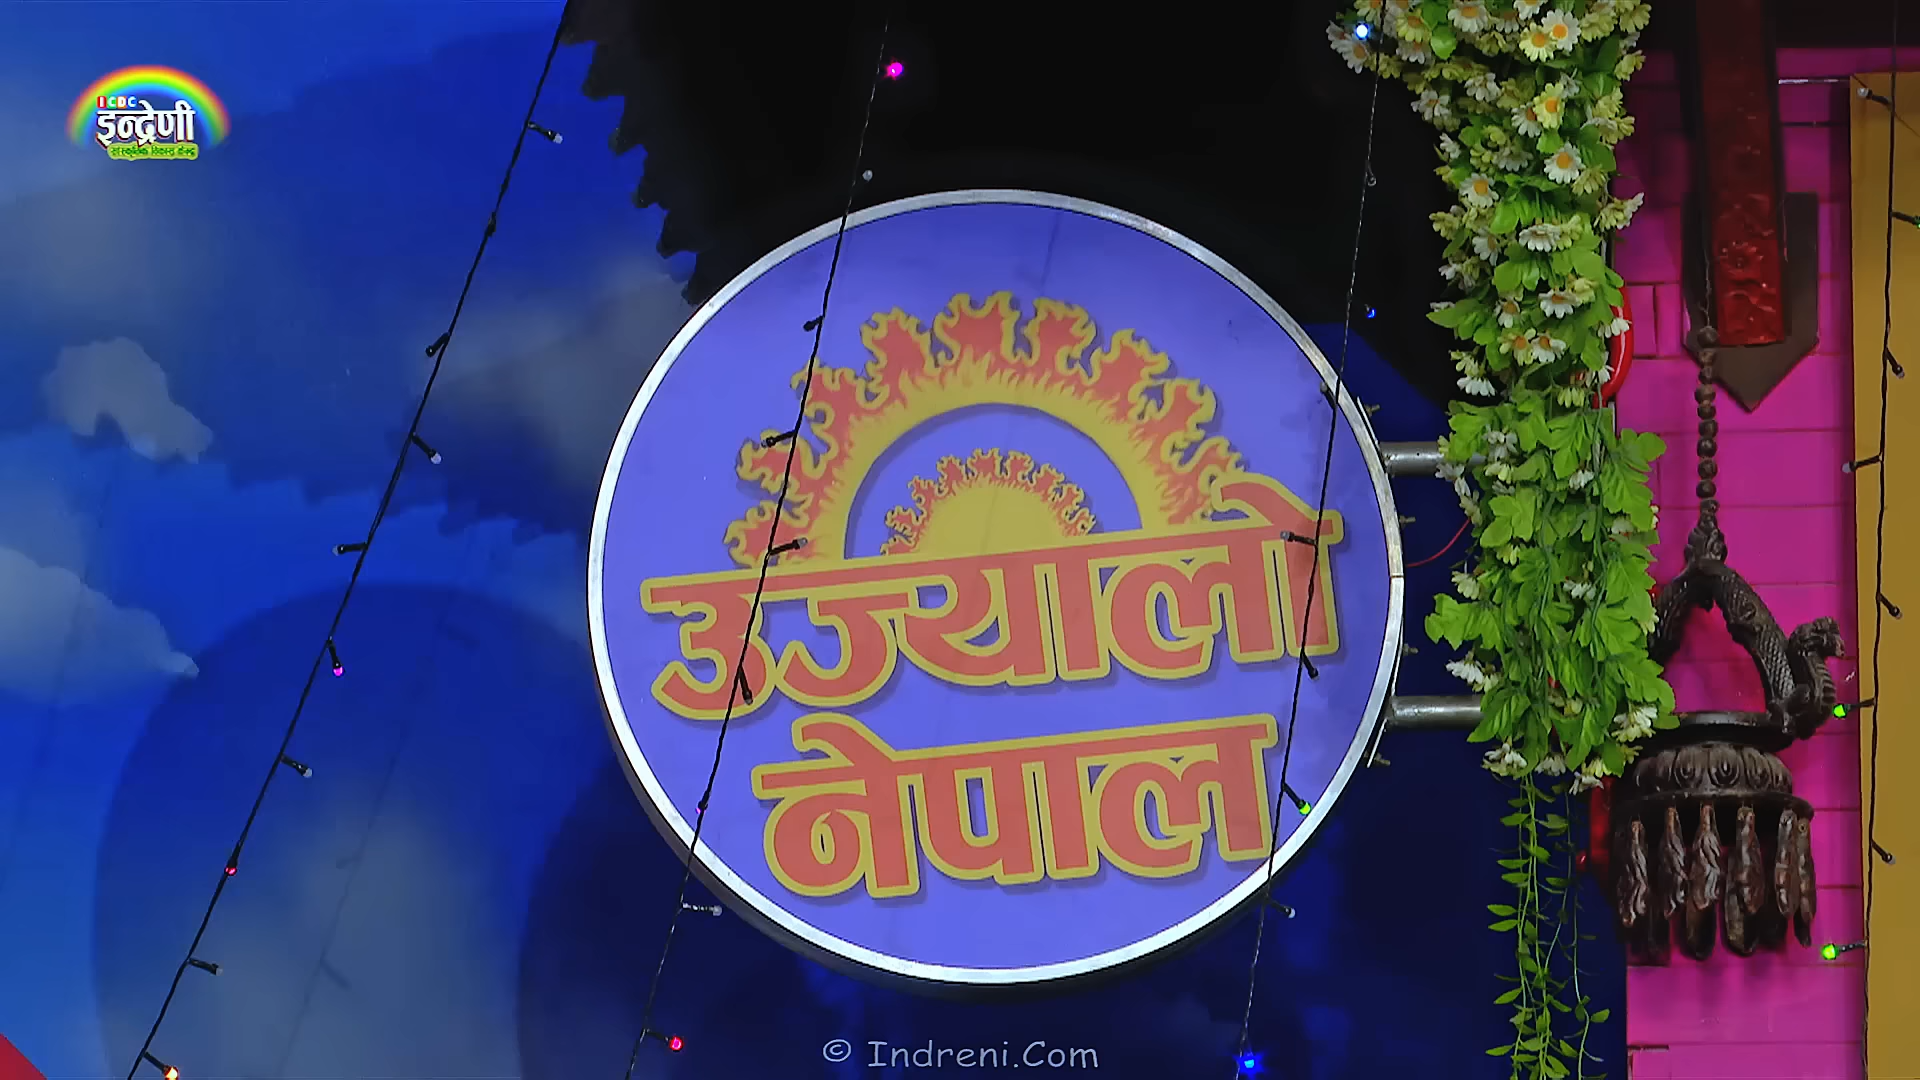 ICDC
इन्द्रेणी
सांस्कृतिक विकास केन्द्र
उज्यालो
नेपाल
© Indreni.Com